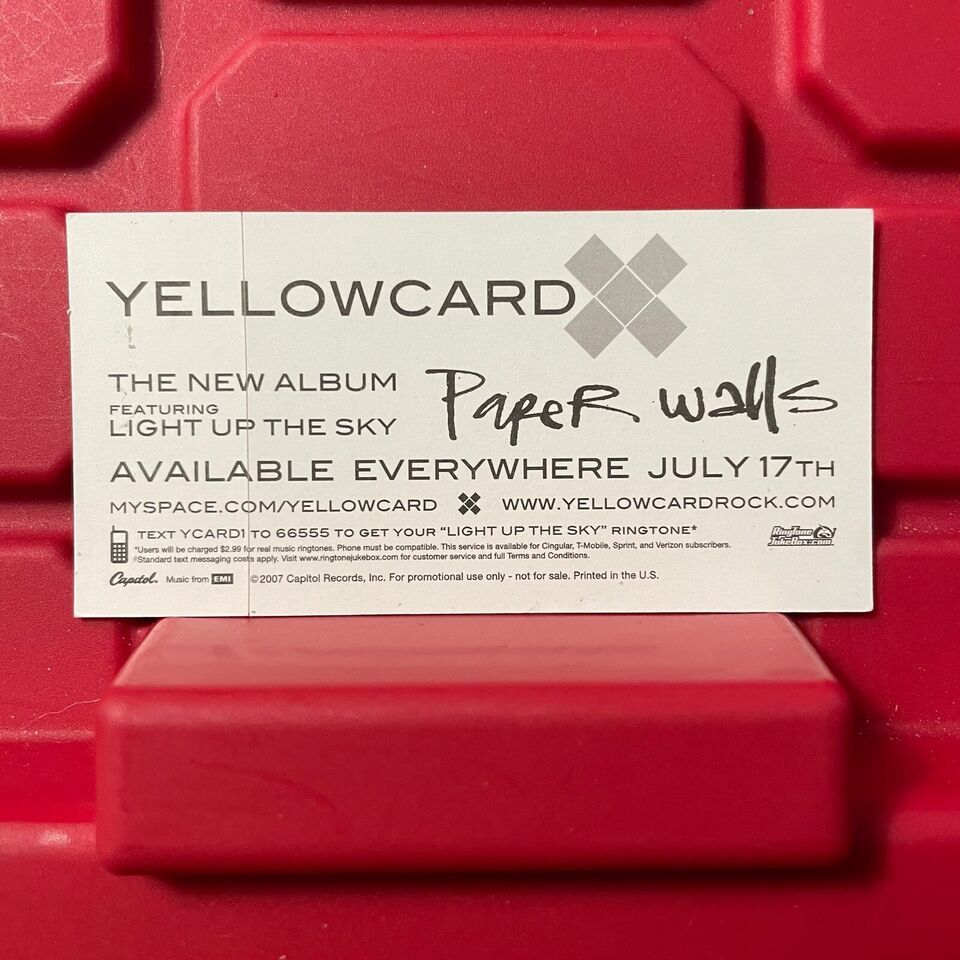 YELLOWCARD
THE NEW ALBUM Paper walls
FEATURING
LIGHT UP THE SKY
AVAILABLE EVERYWHERE JULY 17TH
MYSPACE.COM/YELLOWCARD WWW.YELLOWCARDROCK.COM
TEXT YCARD1 TO 66555 TO GET YOUR "LIGHT UP THE SKY" RINGTONE*
RingTone
JukeBox.com
*Users will be charged $2.99 for real music ringtones. Phone must be compatible. This service is available for Cingular, T-Mobile, Sprint, and Verizon subscribers.
*Standard text messaging costs apply. Visit www.ringtonejukebox.com for customer service and full Terms and Conditions.
Capitol. Music from EMI ©2007 Capitol Records, Inc. For promotional use only - not for sale. Printed in the U.S.